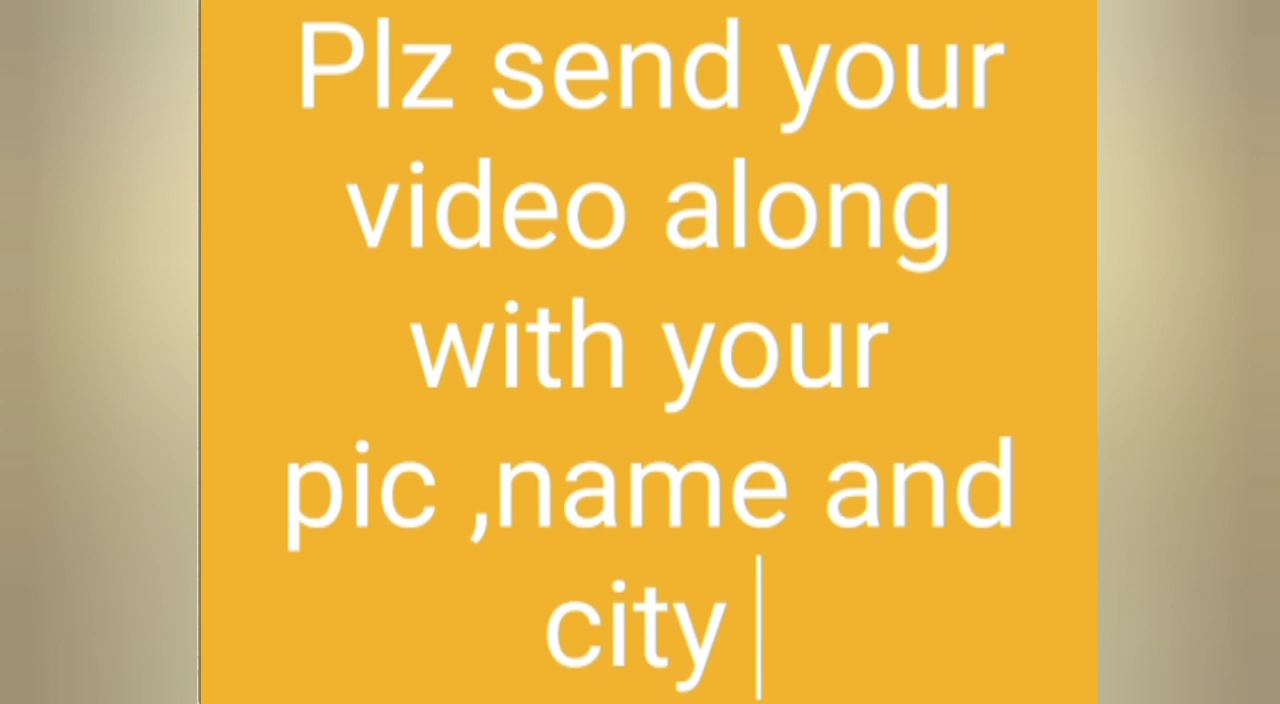 Plz send your
video along
with your
pic ,name and
city